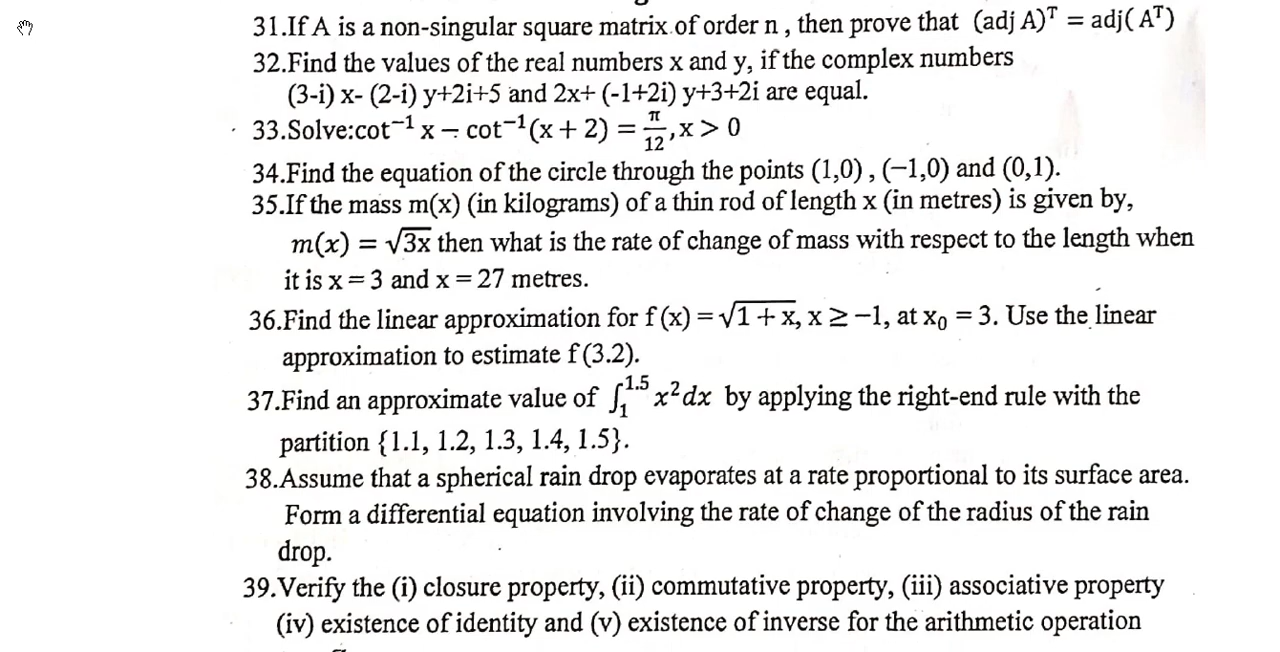 31.If A is a non-singular square matrix of order n , then prove that (adj A)ᵀ = adj( Aᵀ)
32.Find the values of the real numbers x and y, if the complex numbers
(3-i) x- (2-i) y+2i+5 and 2x+ (-1+2i) y+3+2i are equal.
33.Solve:cot⁻¹ x – cot⁻¹(x + 2) = π/12 ,x > 0
34.Find the equation of the circle through the points (1,0) , (−1,0) and (0,1).
35.If the mass m(x) (in kilograms) of a thin rod of length x (in metres) is given by,
m(x) = √3x then what is the rate of change of mass with respect to the length when
it is x = 3 and x = 27 metres.
36.Find the linear approximation for f (x) = √1 + x, x ≥ −1, at x₀ = 3. Use the linear
approximation to estimate f (3.2).
37.Find an approximate value of ∫₁^1.5 x² dx by applying the right-end rule with the
partition {1.1, 1.2, 1.3, 1.4, 1.5}.
38.Assume that a spherical rain drop evaporates at a rate proportional to its surface area.
Form a differential equation involving the rate of change of the radius of the rain
drop.
39.Verify the (i) closure property, (ii) commutative property, (iii) associative property
(iv) existence of identity and (v) existence of inverse for the arithmetic operation